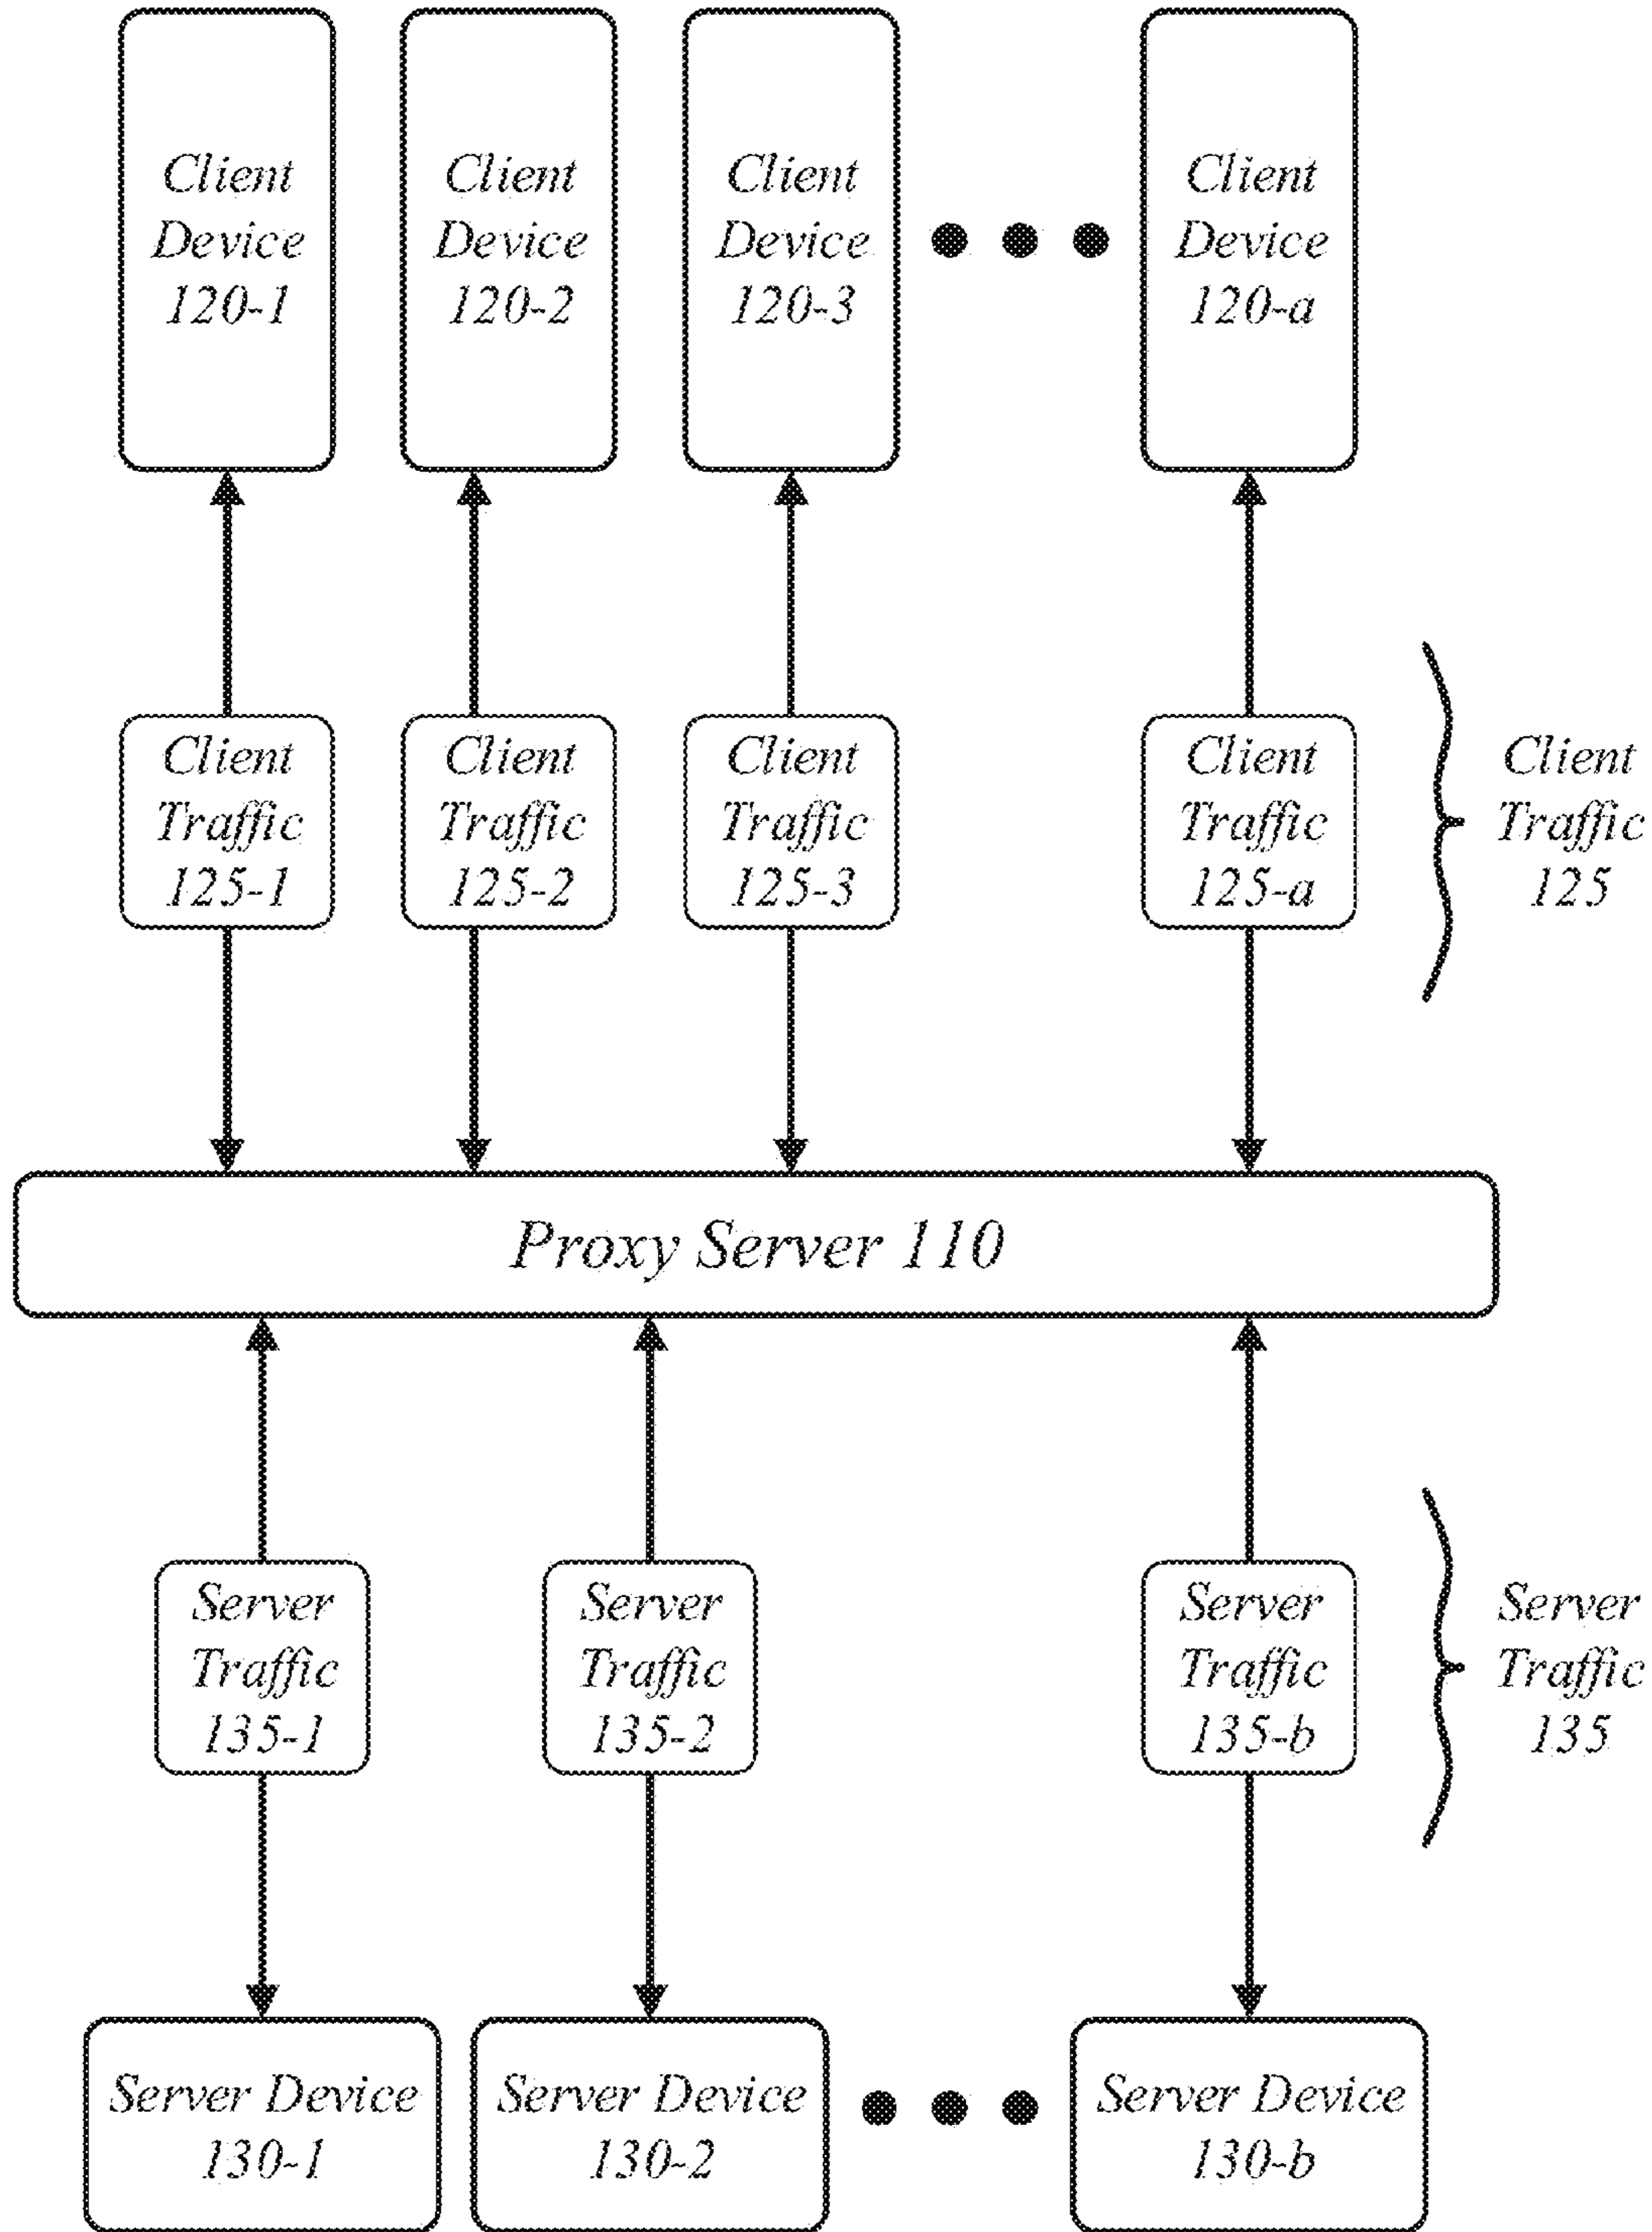 Client
Device
120-1
Client
Device
120-2
Client
Device
120-3
Client
Device
120-a
Client
Traffic
125-1
Client
Traffic
125-2
Client
Traffic
125-3
Client
Traffic
125-a
Client
Traffic
125
Proxy Server 110
Server
Traffic
135-1
Server
Traffic
135-2
Server
Traffic
135-b
Server
Traffic
135
Server Device
130-1
Server Device
130-2
Server Device
130-b